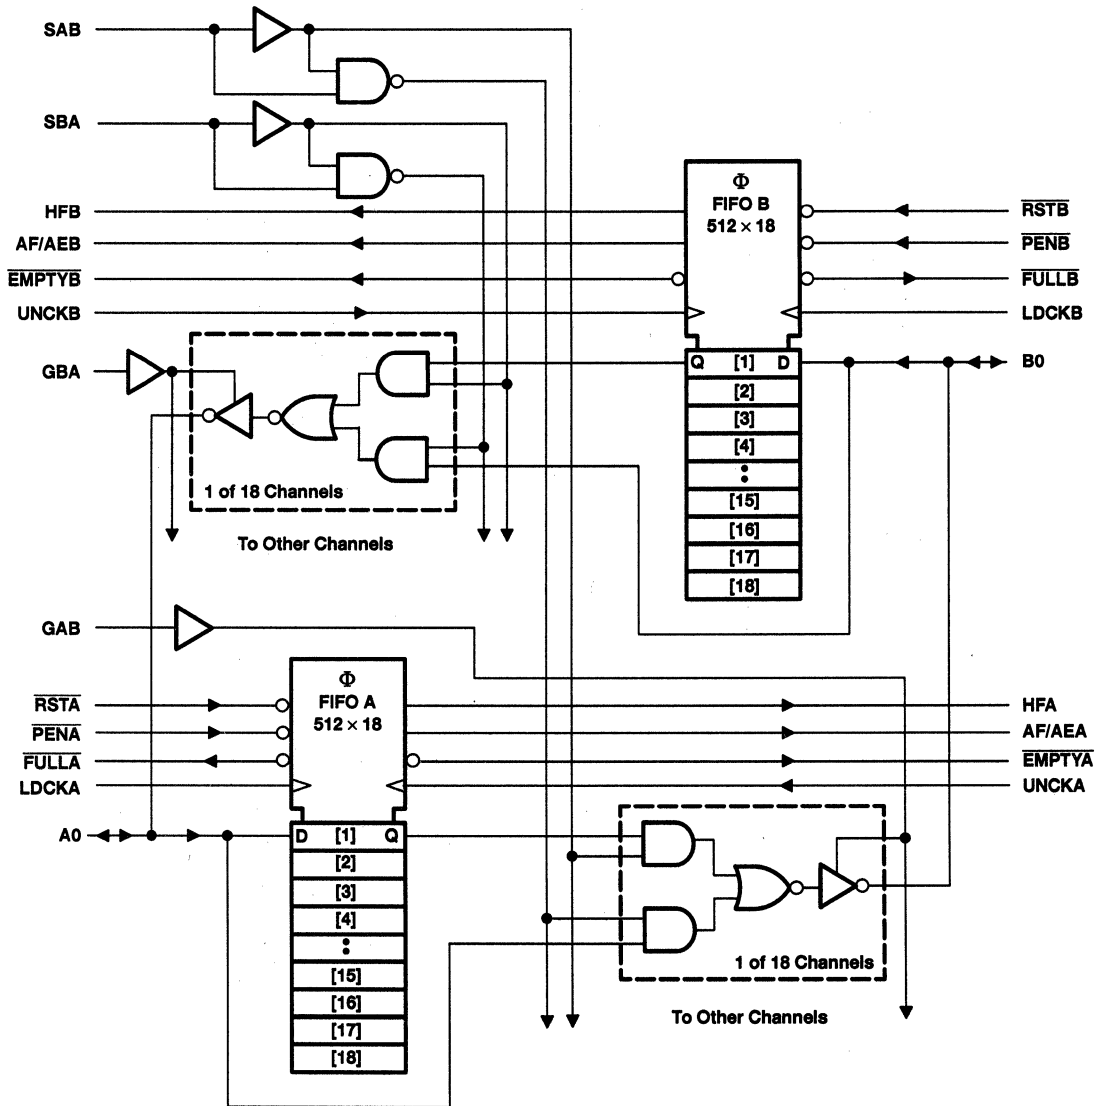 SAB
SBA
HFB
AF/AEB
EMPTYB
UNCKB
GBA
Φ
FIFO B
512 × 18
RSTB
PENB
FULLB
LDCKB
B0
Q [1] D
[2]
[3]
[4]
[15]
[16]
[17]
[18]
1 of 18 Channels
To Other Channels
GAB
RSTA
PENA
FULLA
LDCKA
A0
Φ
FIFO A
512 × 18
D [1] Q
[2]
[3]
[4]
[15]
[16]
[17]
[18]
HFA
AF/AEA
EMPTYA
UNCKA
1 of 18 Channels
To Other Channels